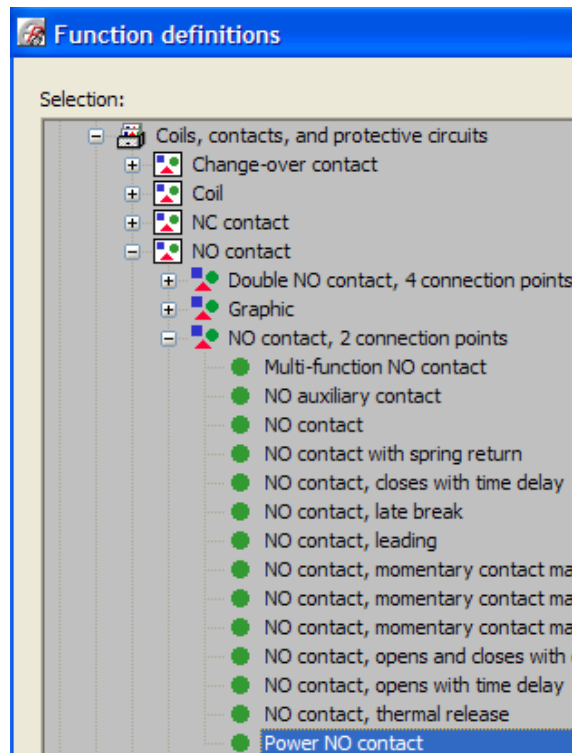 Function definitions
Selection:
Coils, contacts, and protective circuits
Change-over contact
Coil
NC contact
NO contact
Double NO contact, 4 connection points
Graphic
NO contact, 2 connection points
Multi-function NO contact
NO auxiliary contact
NO contact
NO contact with spring return
NO contact, closes with time delay
NO contact, late break
NO contact, leading
NO contact, momentary contact ma
NO contact, momentary contact ma
NO contact, momentary contact ma
NO contact, opens and closes with
NO contact, opens with time delay
NO contact, thermal release
Power NO contact